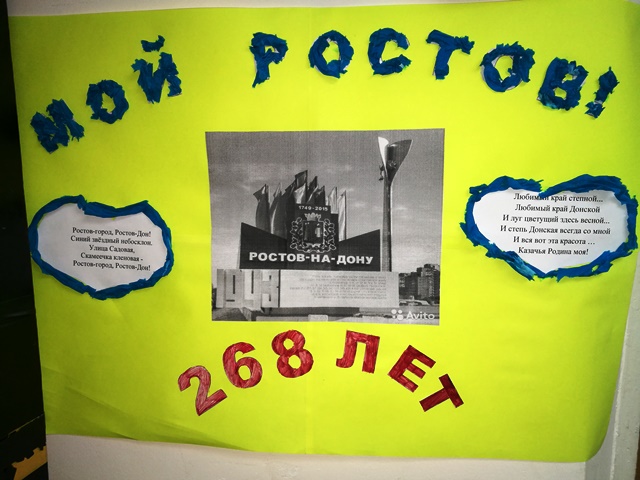 МОЙ РОСТОВ!
Ростов-город, Ростов-Дон!
Синий звёздный небосклон.
Улица Садовая,
Скамеечка кленовая -
Ростов-город, Ростов-Дон!
1749-2015
РОСТОВ-НА-ДОНУ
1943
Avito
Любимый край степной...
Любимый край Донской
И луг цветущий здесь весной...
И степь Донская всегда со мной
И вся вот эта красота ...
Казачья Родина моя!
268 ЛЕТ